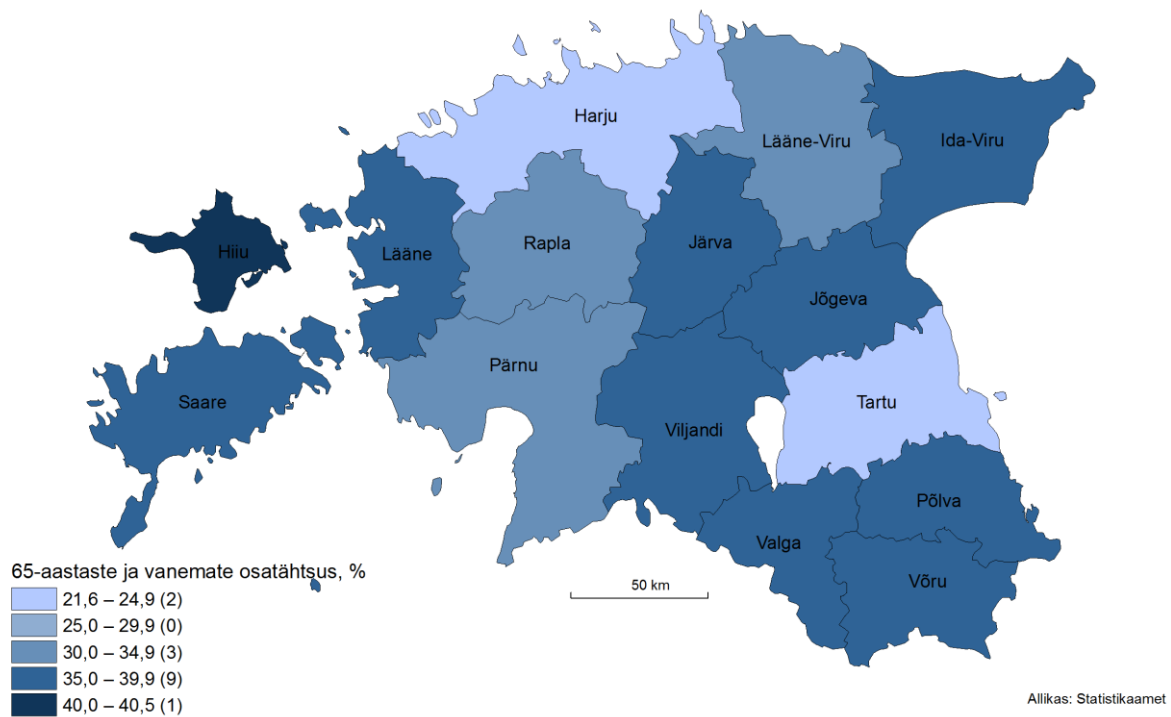 Harju
Lääne-Viru
Ida-Viru
Hiiu
Lääne
Rapla
Järva
Jõgeva
Pärnu
Saare
Viljandi
Tartu
Põlva
Valga
Võru
65-aastaste ja vanemate osatähtsus, %
21,6 – 24,9 (2)
25,0 – 29,9 (0)
30,0 – 34,9 (3)
35,0 – 39,9 (9)
40,0 – 40,5 (1)
50 km
Allikas: Statistikaamet